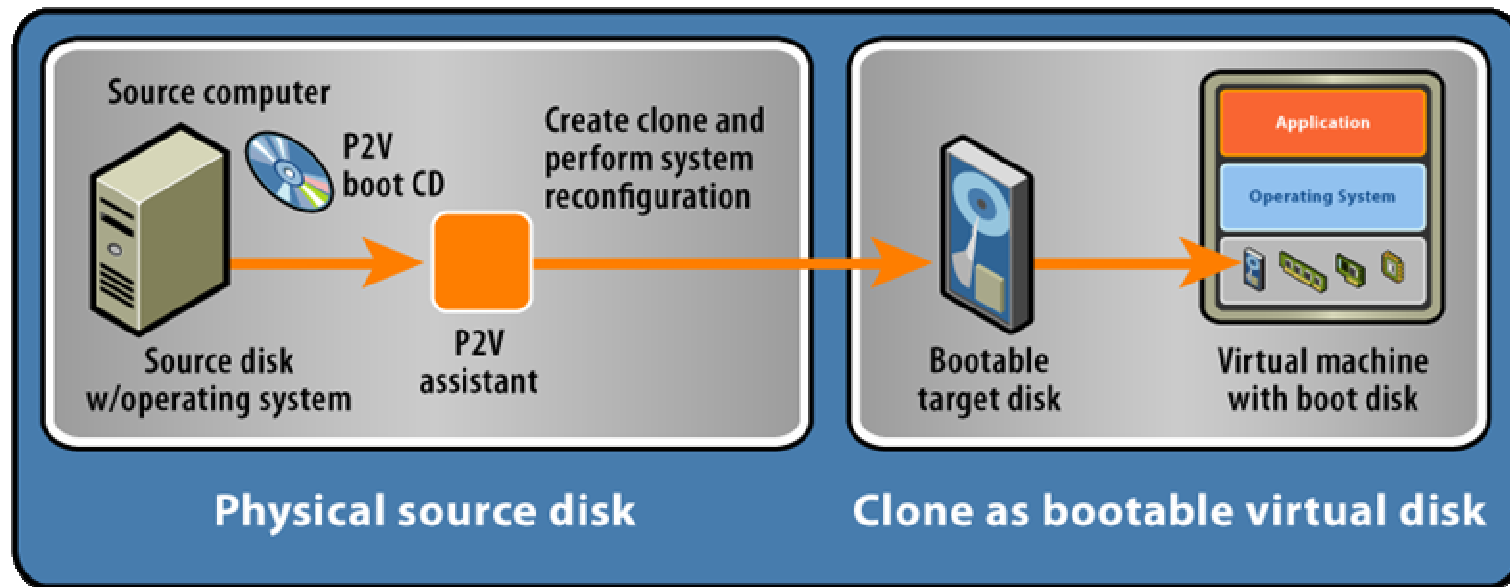 Source computer
P2V
boot CD
Create clone and
perform system
reconfiguration
Source disk
w/operating system
P2V
assistant
Physical source disk
Application
Operating System
Bootable
target disk
Virtual machine
with boot disk
Clone as bootable virtual disk